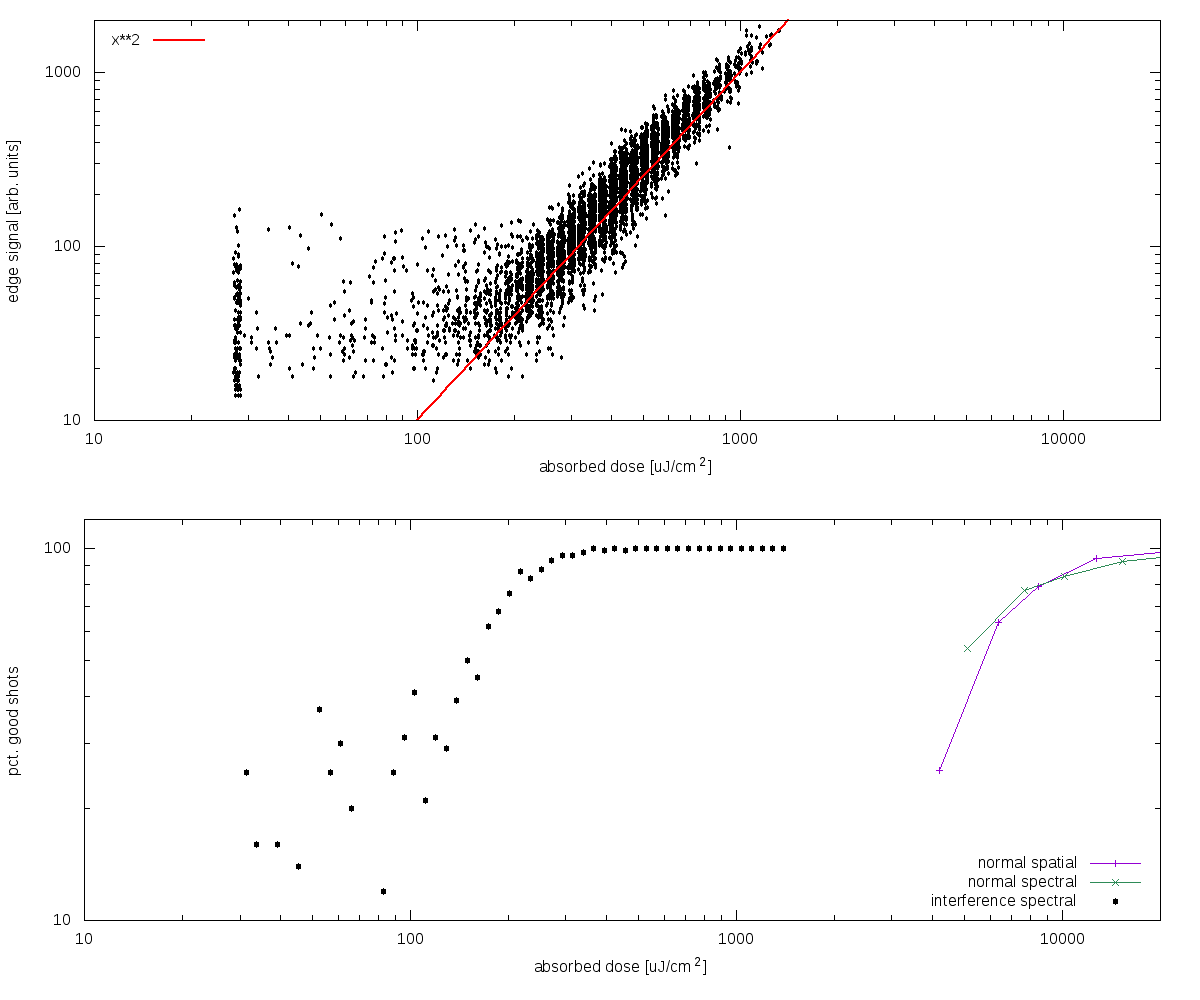 x**2
edge signal [arb. units]
1000
100
10
10 100 1000 10000
absorbed dose [uJ/cm²]
pct. good shots
100
10
normal spatial
normal spectral
interference spectral
10 100 1000 10000
absorbed dose [uJ/cm²]